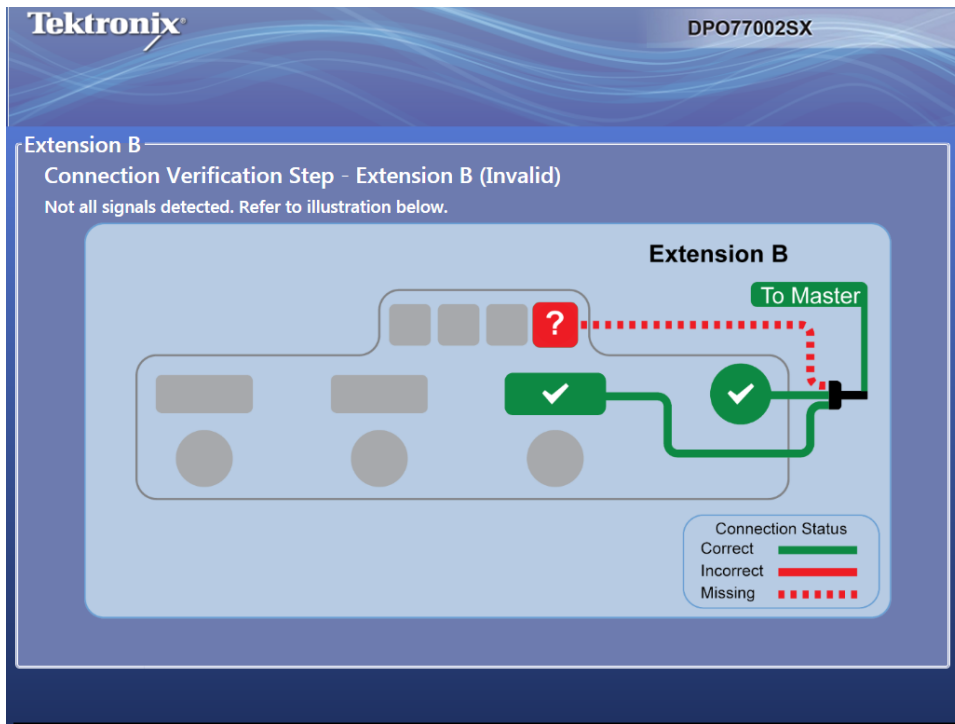 Tektronix®
DPO77002SX
Extension B
Connection Verification Step - Extension B (Invalid)
Not all signals detected. Refer to illustration below.
Extension B
To Master
?
Connection Status
Correct
Incorrect
Missing